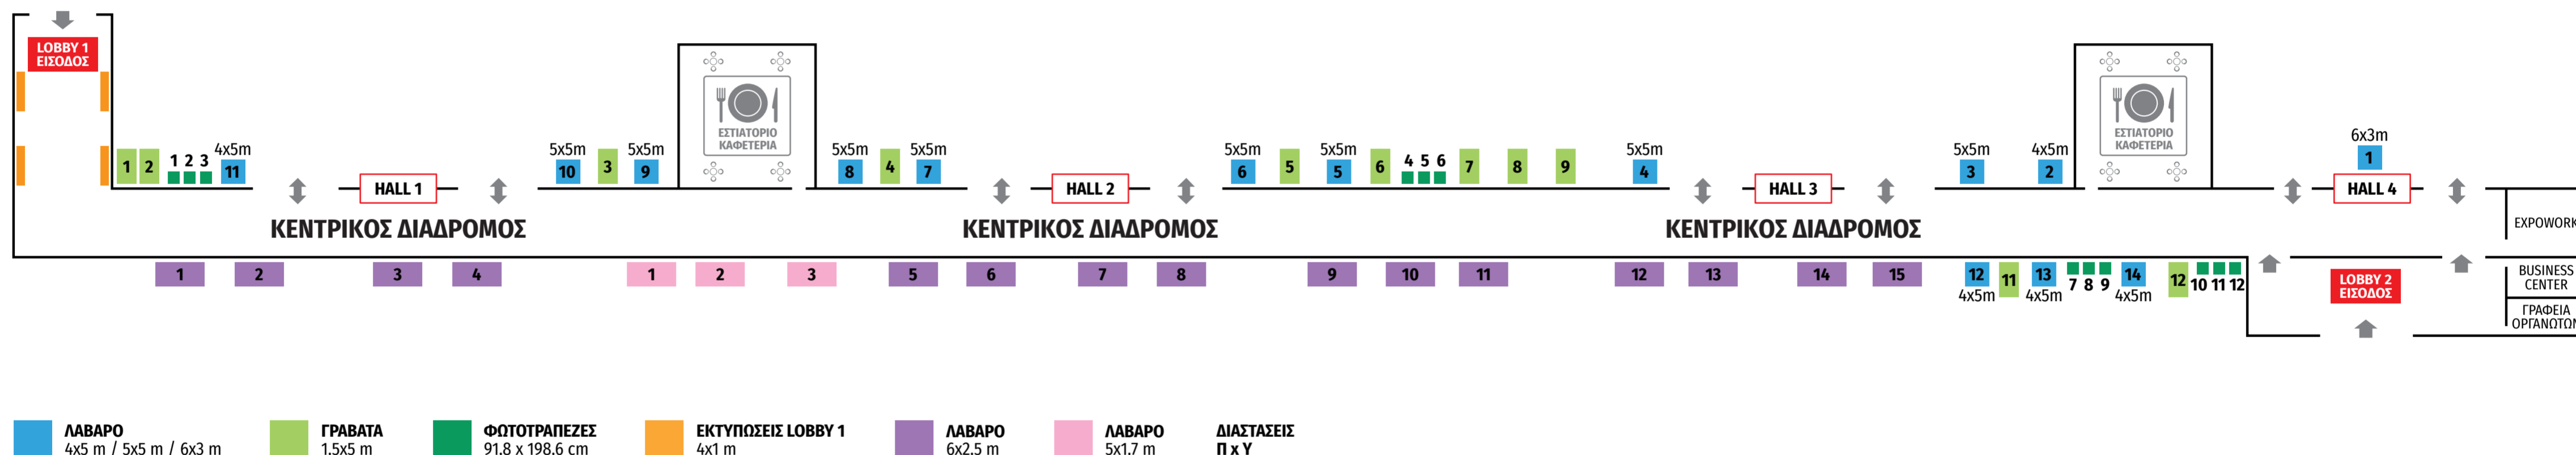 LOBBY 1
ΕΙΣΟΔΟΣ
ΕΣΤΙΑΤΟΡΙΟ
ΚΑΦΕΤΕΡΙΑ
ΕΣΤΙΑΤΟΡΙΟ
ΚΑΦΕΤΕΡΙΑ
6x3m
1
4x5m 5x5m 5x5m 5x5m 5x5m 5x5m 5x5m 5x5m 5x5m 4x5m
1 2 1 2 3 11 10 3 9 8 4 7 6 5 5 6 4 5 6 7 8 9 4 3 2
HALL 1 HALL 2 HALL 3 HALL 4
ΚΕΝΤΡΙΚΟΣ ΔΙΑΔΡΟΜΟΣ ΚΕΝΤΡΙΚΟΣ ΔΙΑΔΡΟΜΟΣ ΚΕΝΤΡΙΚΟΣ ΔΙΑΔΡΟΜΟΣ
EXPOWORK
1 2 3 4 1 2 3 5 6 7 8 9 10 11 12 13 14 15 12 11 13 7 8 9 14 12 10 11 12
4x5m 4x5m 4x5m
LOBBY 2
ΕΙΣΟΔΟΣ
BUSINESS
CENTER
ΓΡΑΦΕΙΑ
ΟΡΓΑΝΩΤΩΝ
ΛΑΒΑΡΟ
4x5 m / 5x5 m / 6x3 m
ΓΡΑΒΑΤΑ
1.5x5 m
ΦΩΤΟΤΡΑΠΕΖΕΣ
91.8 x 198.6 cm
ΕΚΤΥΠΩΣΕΙΣ LOBBY 1
4x1 m
ΛΑΒΑΡΟ
6x2.5 m
ΛΑΒΑΡΟ
5x1.7 m
ΔΙΑΣΤΑΣΕΙΣ
Π x Υ